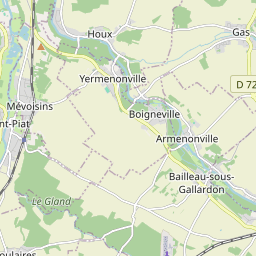 Houx
Gas
Yermenonville
D 72
Mévoisins
Boigneville
nt-Piat
Armenonville
Bailleau-sous-
Gallardon
Le Gland
oulaires